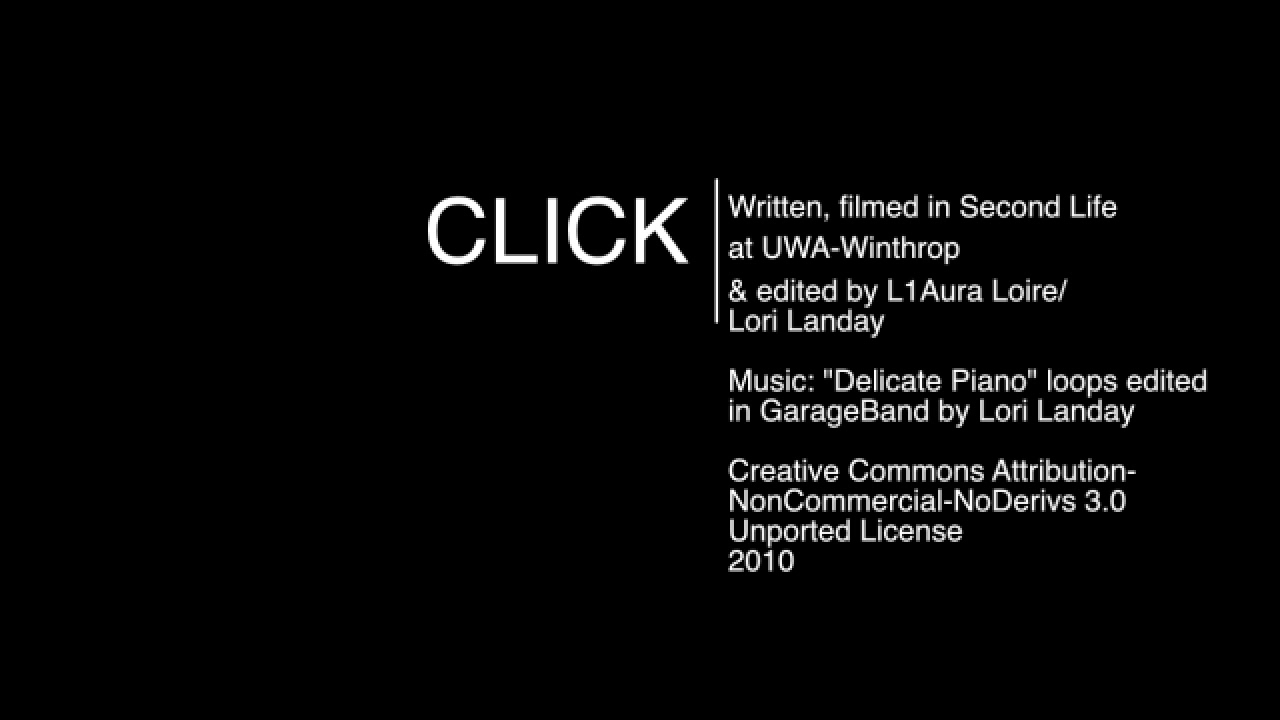 CLICK
Written, filmed in Second Life
at UWA-Winthrop
& edited by L1Aura Loire/
Lori Landay
Music: "Delicate Piano" loops edited
in GarageBand by Lori Landay
Creative Commons Attribution-
NonCommercial-NoDerivs 3.0
Unported License
2010